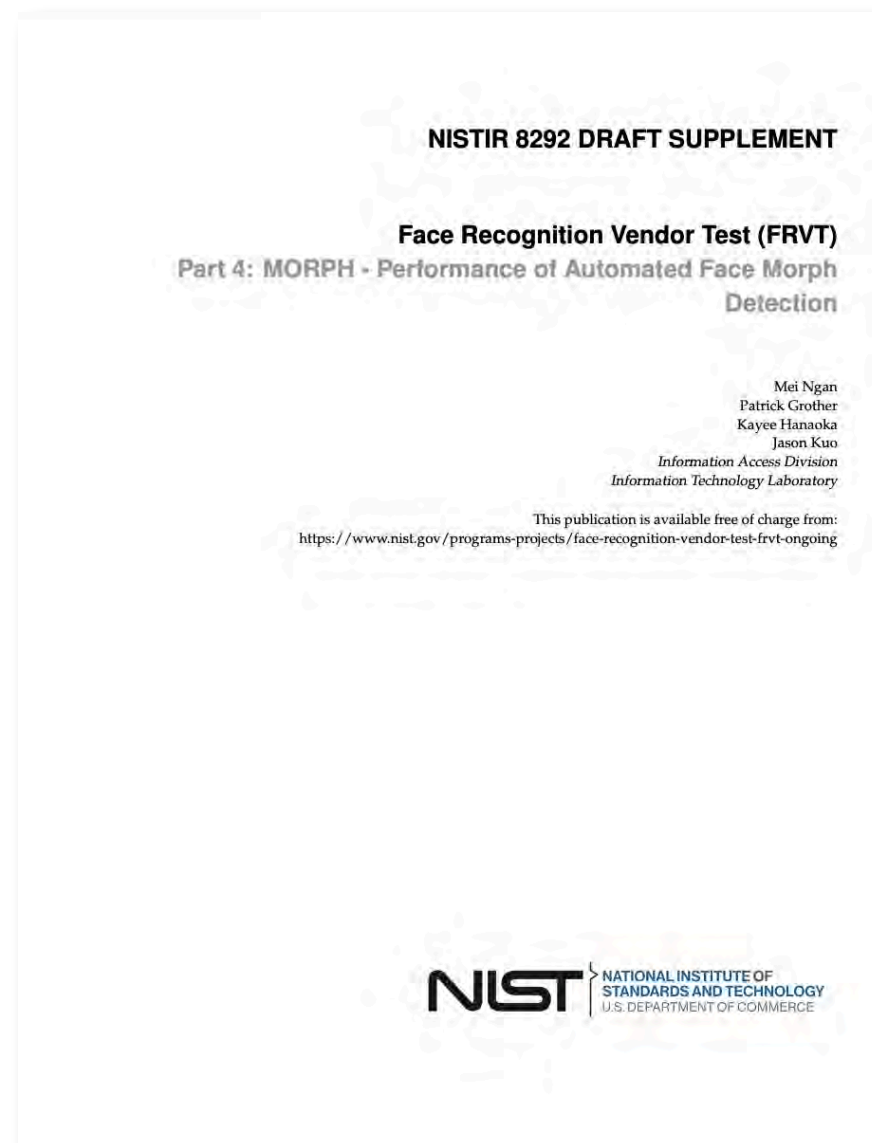 NISTIR 8292 DRAFT SUPPLEMENT
Face Recognition Vendor Test (FRVT)
Part 4: MORPH - Performance of Automated Face Morph
Detection
Mei Ngan
Patrick Grother
Kayee Hanaoka
Jason Kuo
Information Access Division
Information Technology Laboratory
This publication is available free of charge from:
https://www.nist.gov/programs-projects/face-recognition-vendor-test-frvt-ongoing
NIST
NATIONAL INSTITUTE OF
STANDARDS AND TECHNOLOGY
U.S. DEPARTMENT OF COMMERCE